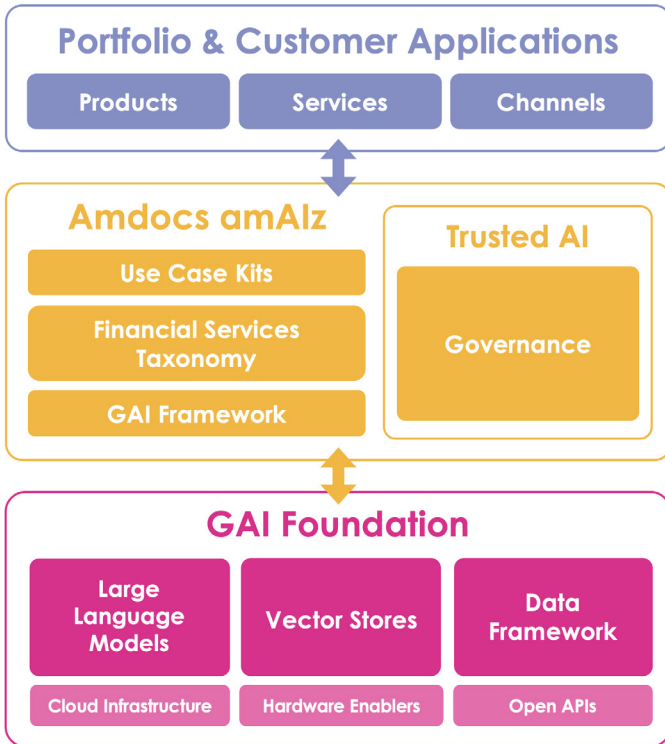 Portfolio & Customer Applications
Products
Services
Channels
Amdocs amAIz
Use Case Kits
Financial Services
Taxonomy
GAI Framework
Trusted AI
Governance
GAI Foundation
Large
Language
Models
Vector Stores
Data
Framework
Cloud Infrastructure
Hardware Enablers
Open APIs